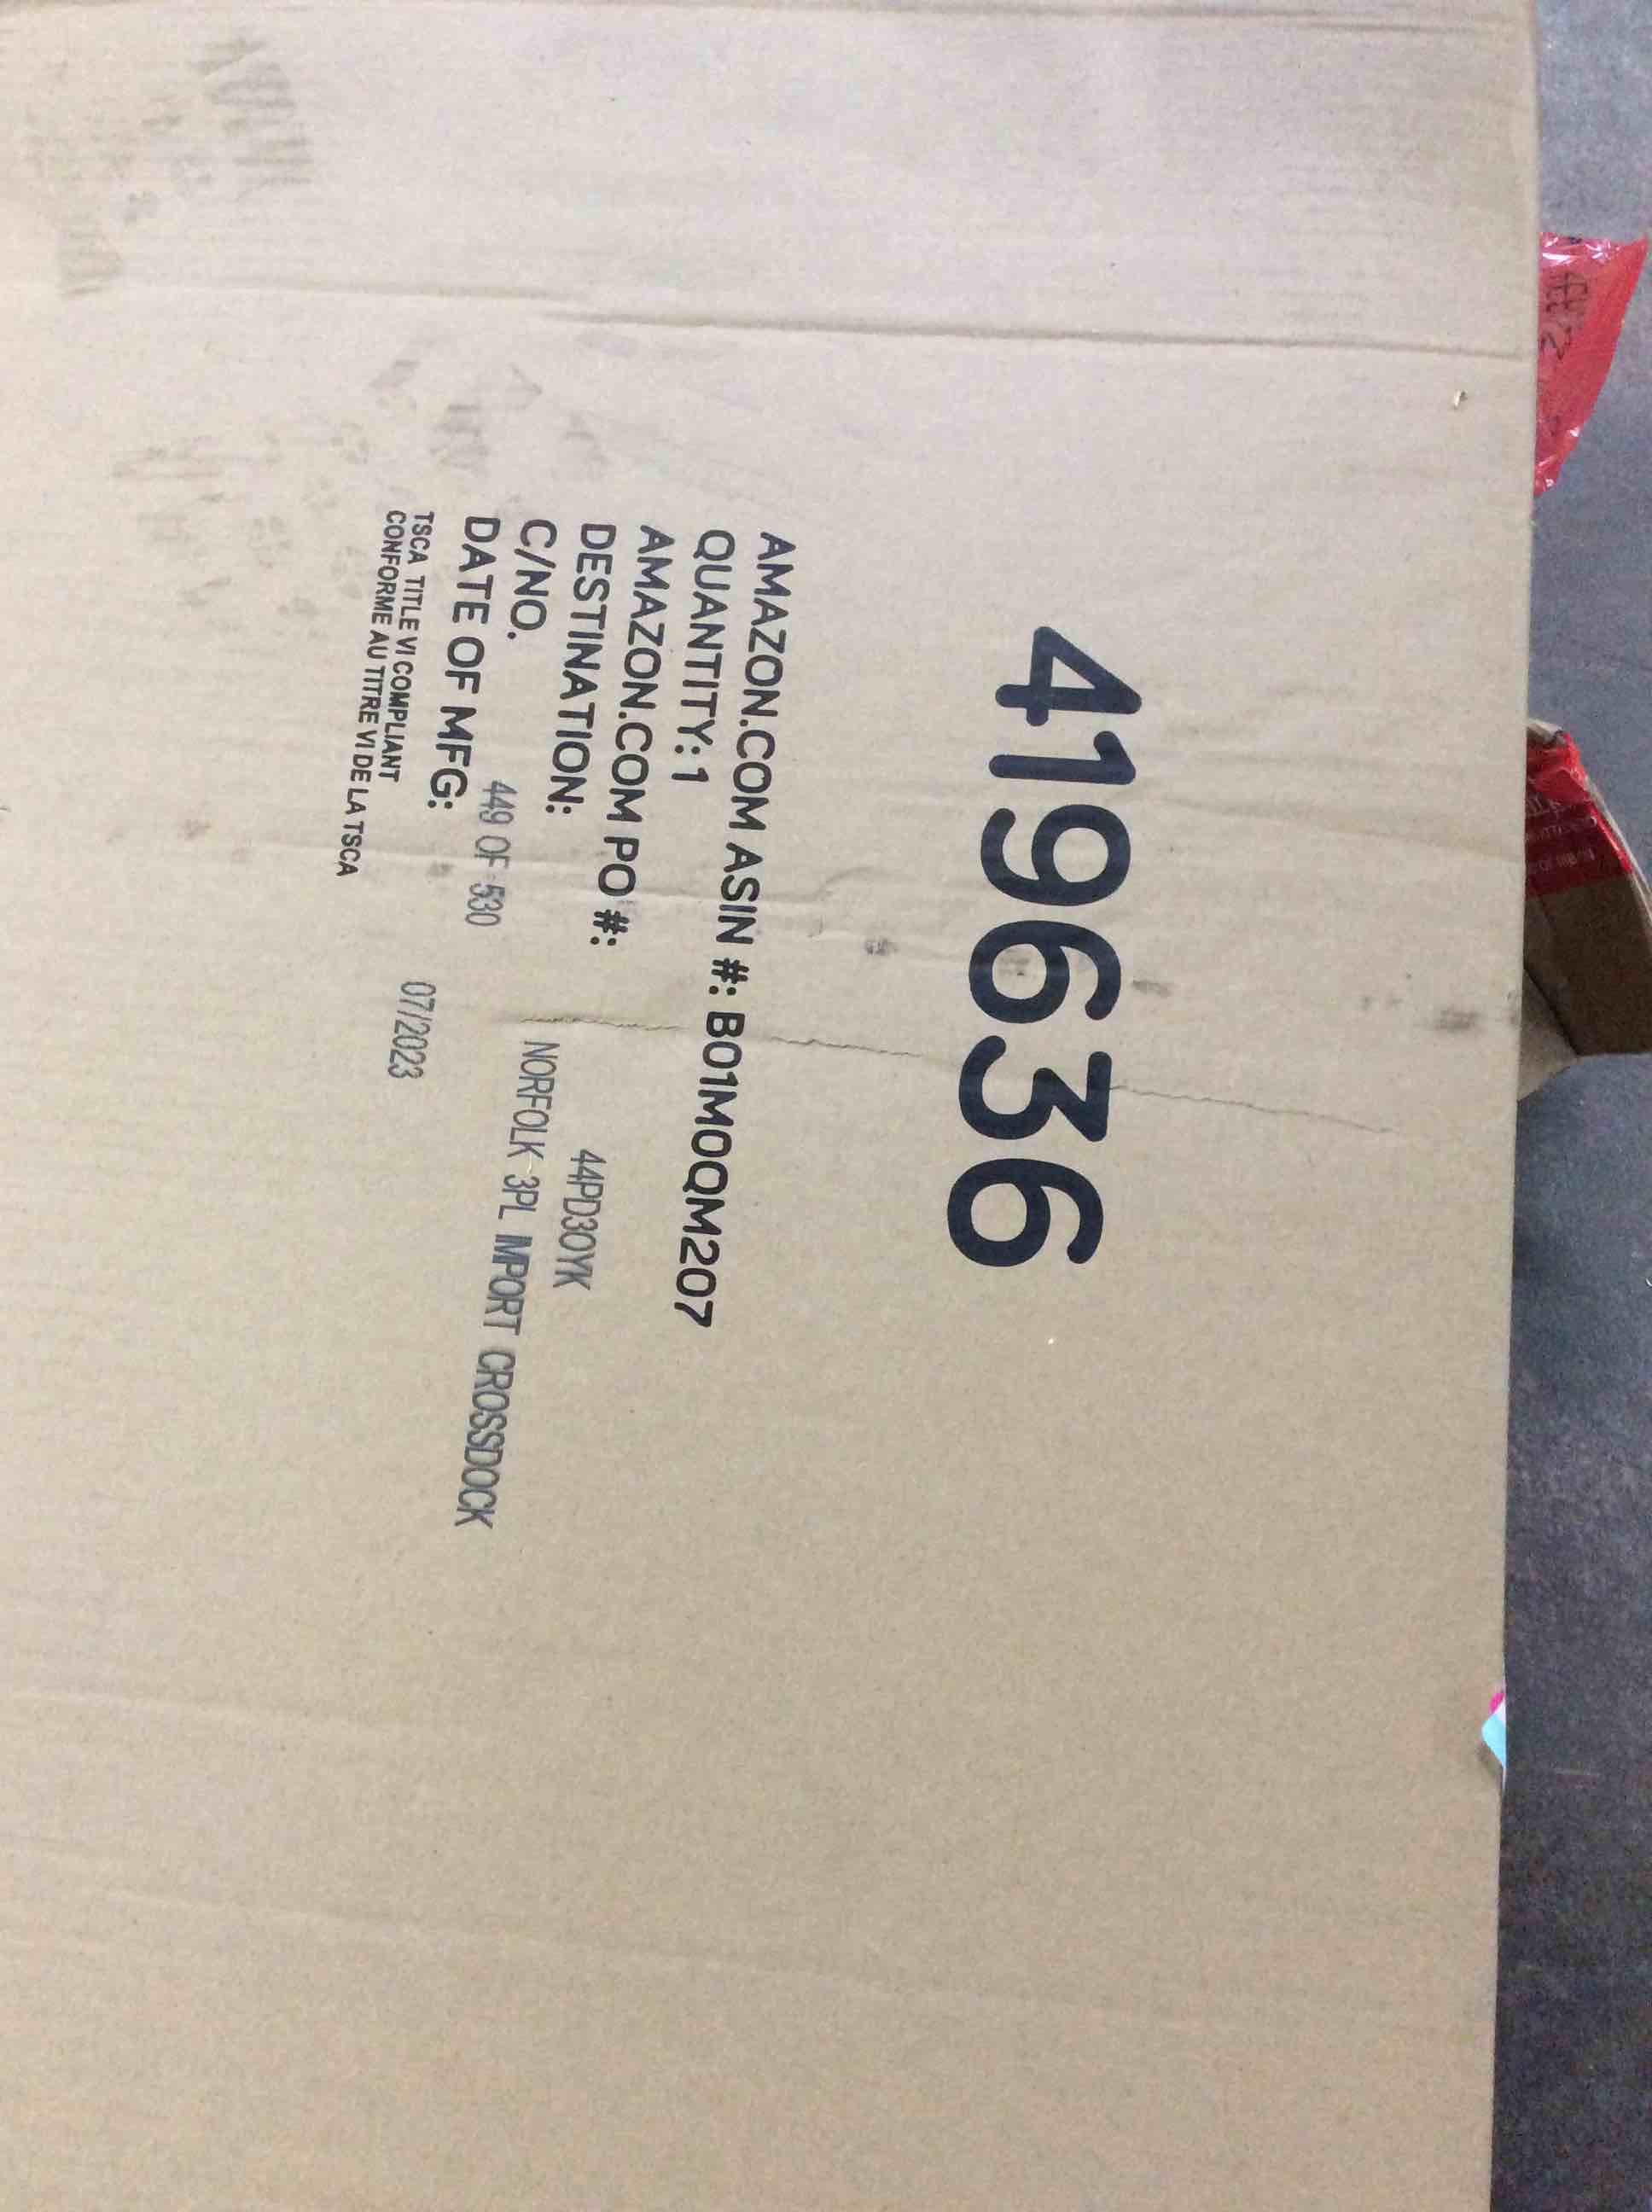 419636
AMAZON.COM ASIN #: B01M0QM207
QUANTITY: 1
AMAZON.COM PO #: 44PD3OYK
DESTINATION: NORFOLK 3PL IMPORT CROSSDOCK
C/NO. 449 OF 530
DATE OF MFG: 07/2023
TSCA TITLE VI COMPLIANT
CONFORME AU TITRE VI DE LA TSCA